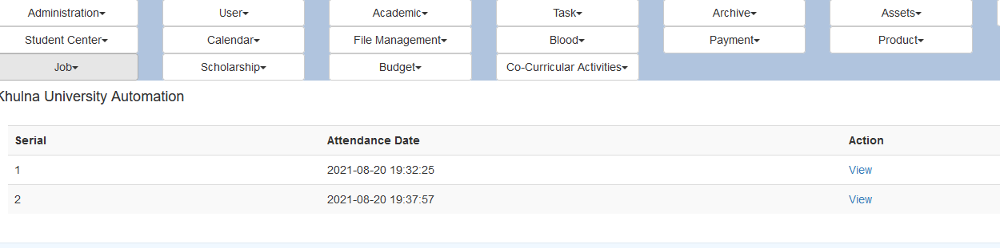 Administration User Academic Task Archive Assets
Student Center Calendar File Management Blood Payment Product
Job Scholarship Budget Co-Curricular Activities
Khulna University Automation
Serial Attendance Date Action
1 2021-08-20 19:32:25 View
2 2021-08-20 19:37:57 View